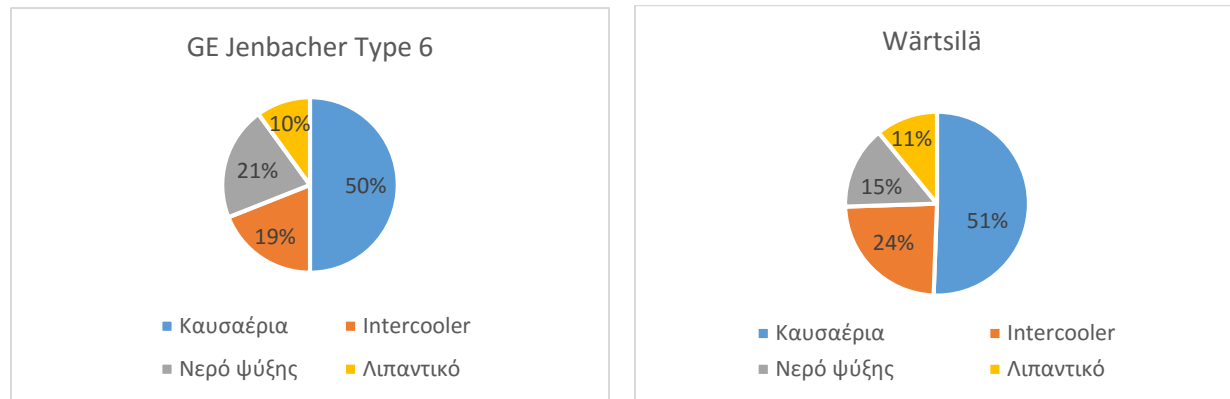 GE Jenbacher Type 6
10%
21%
50%
19%
Καυσαέρια
Intercooler
Νερό ψύξης
Λιπαντικό
Wärtsilä
11%
15%
51%
24%
Καυσαέρια
Intercooler
Νερό ψύξης
Λιπαντικό